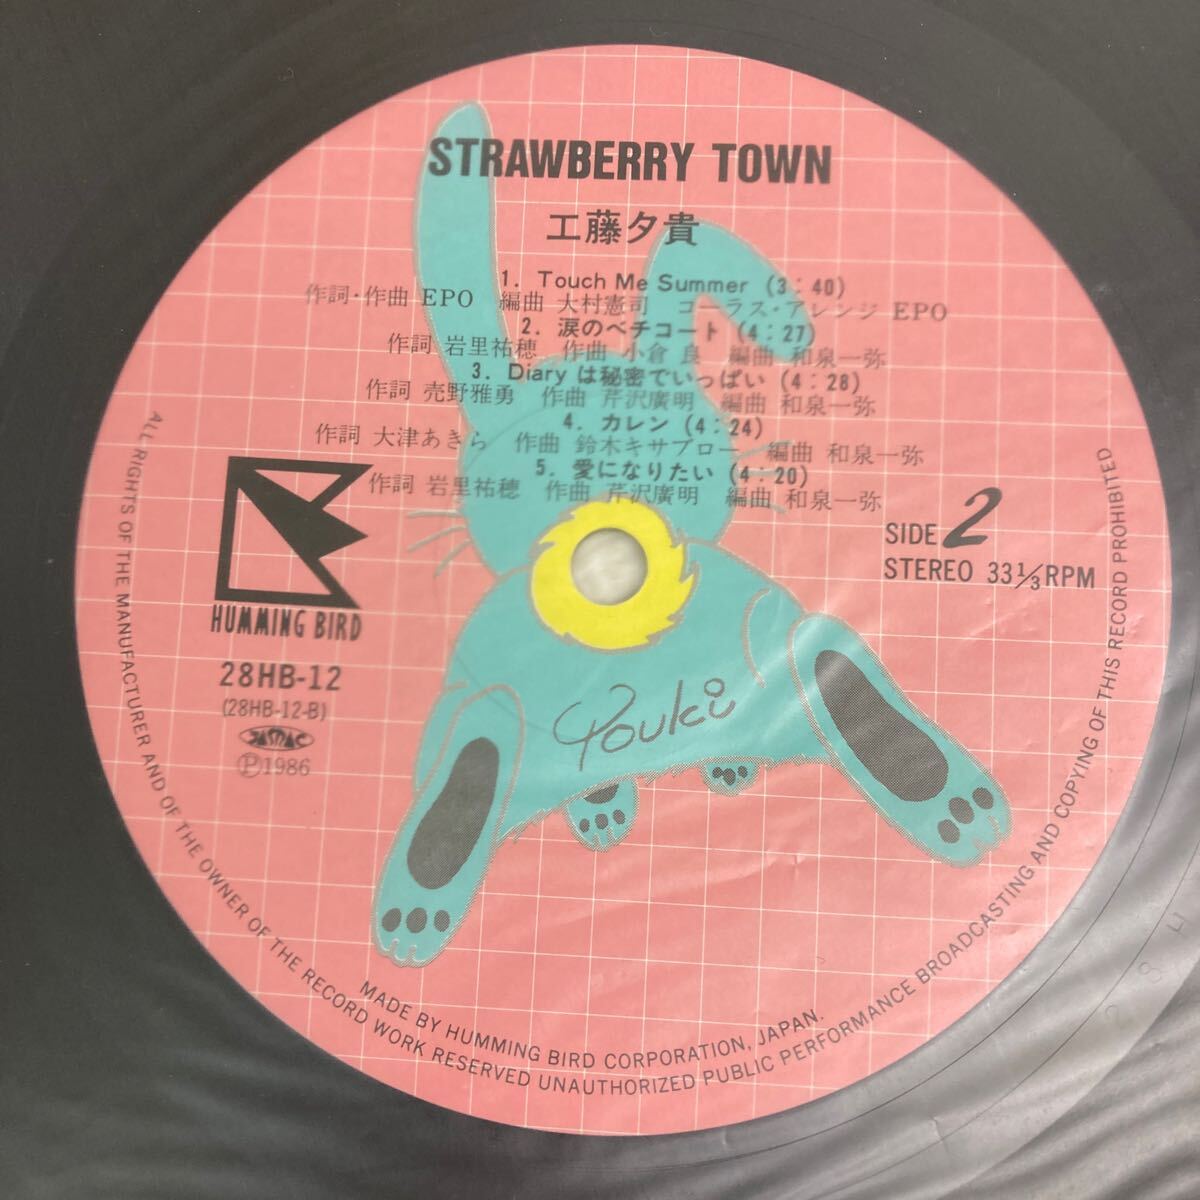 STRAWBERRY TOWN
工藤夕貴
1. Touch Me Summer (3:40)
作詞・作曲 EPO 編曲 大村憲司 コーラス・アレンジ EPO
2. 涙のペチコート (4:27)
作詞 岩里祐穂 作曲 小倉 良 編曲 和泉一弥
3. Diary は秘密でいっぱい (4:28)
作詞 売野雅勇 作曲 芹沢廣明 編曲 和泉一弥
4. カレン (4:24)
作詞 大津あきら 作曲 鈴木キサブロー 編曲 和泉一弥
5. 愛になりたい (4:20)
作詞 岩里祐穂 作曲 芹沢廣明 編曲 和泉一弥
SIDE 2
STEREO 33⅓RPM
HUMMING BIRD
28HB-12
(28HB-12-B)
JASRAC
Ⓟ1986
Youki
MADE BY HUMMING BIRD CORPORATION, JAPAN.
ALL RIGHTS OF THE MANUFACTURER AND OF THE OWNER OF THE RECORD WORK RESERVED UNAUTHORIZED PUBLIC PERFORMANCE BROADCASTING AND COPYING OF THIS RECORD PROHIBITED